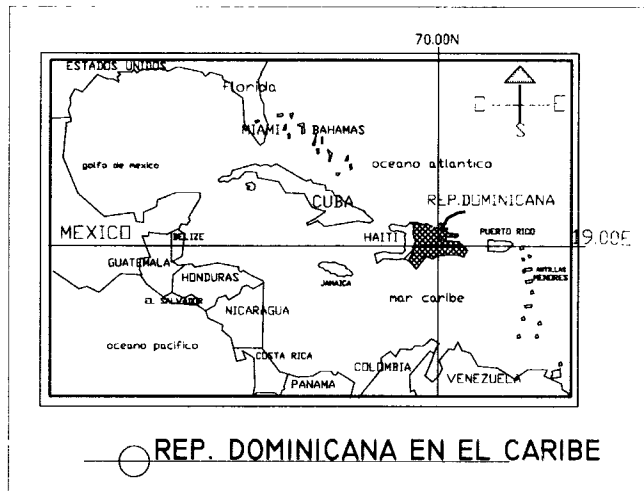 70.00N
ESTADOS UNIDOS
florida
MIAMI
BAHAMAS
O E
S
golfo de mexico
oceano atlantico
CUBA
REP.DOMINICANA
MEXICO
BELIZE
HAITI
PUERTO RICO
19.00E
GUATEMALA
HONDURAS
JAMAICA
ANTILLAS
MENORES
EL SALVADOR
NICARAGUA
mar caribe
oceano pacifico
COSTA RICA
COLOMBIA
PANAMA
VENEZUELA
REP. DOMINICANA EN EL CARIBE